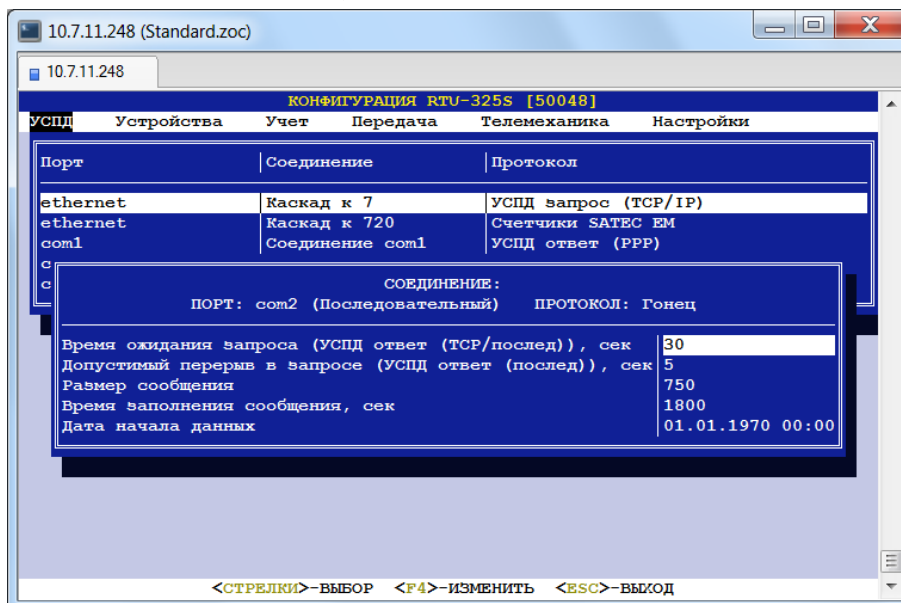 10.7.11.248 (Standard.zoc)
10.7.11.248
КОНФИГУРАЦИЯ RTU-325S [50048]
УСПД Устройства Учет Передача Телемеханика Настройки
Порт Соединение Протокол
ethernet Каскад к 7 УСПД запрос (TCP/IP)
ethernet Каскад к 720 Счетчики SATEC EM
com1 Соединение com1 УСПД ответ (PPP)
c
c
СОЕДИНЕНИЕ:
ПОРТ: com2 (Последовательный) ПРОТОКОЛ: Гонец
Время ожидания запроса (УСПД ответ (TCP/послед)), сек 30
Допустимый перерыв в запросе (УСПД ответ (послед)), сек 5
Размер сообщения 750
Время заполнения сообщения, сек 1800
Дата начала данных 01.01.1970 00:00
<СТРЕЛКИ>-ВЫБОР <F4>-ИЗМЕНИТЬ <ESC>-ВЫХОД